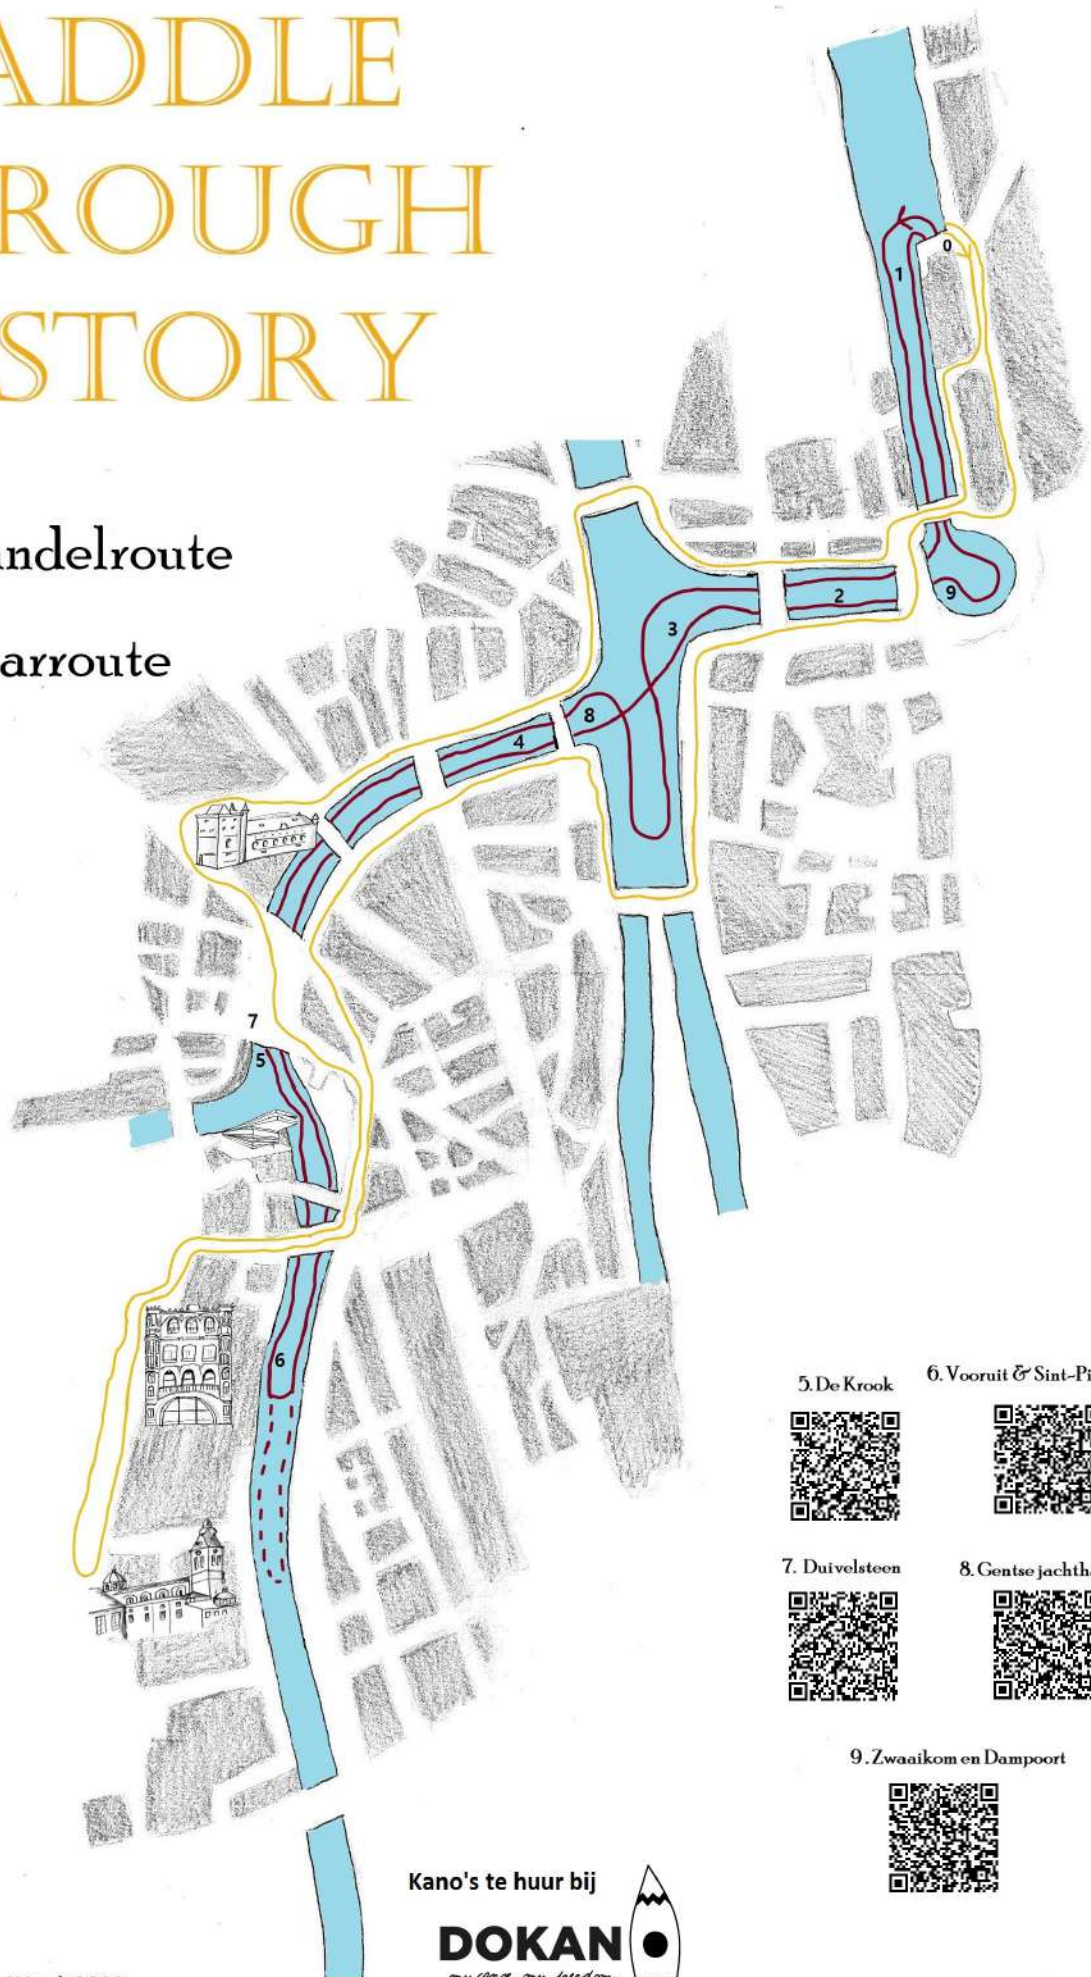 ADDLE
ROUGH
STORY
ndelroute
arroute
0
1
2
9
3
8
4
7
5
6
5. De Krook
6. Vooruit & Sint-Pi
7. Duivelsteen
8. Gentse jachth
9. Zwaaikom en Dampoort
Kano's te huur bij
DOKAN